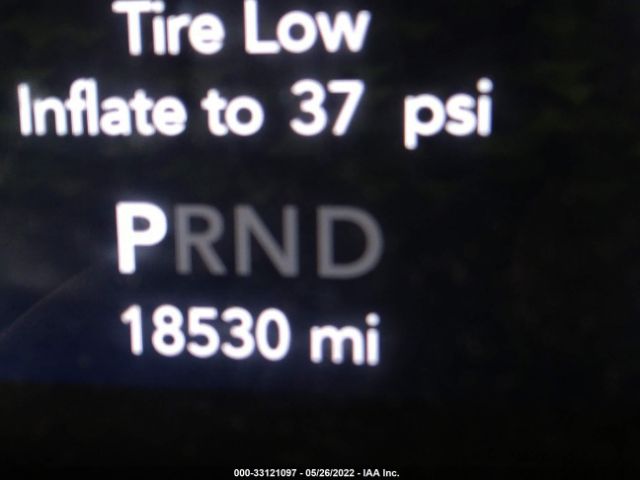 Tire Low
Inflate to 37 psi
PRND
18530 mi
000-33121097 - 05/26/2022 - IAA Inc.